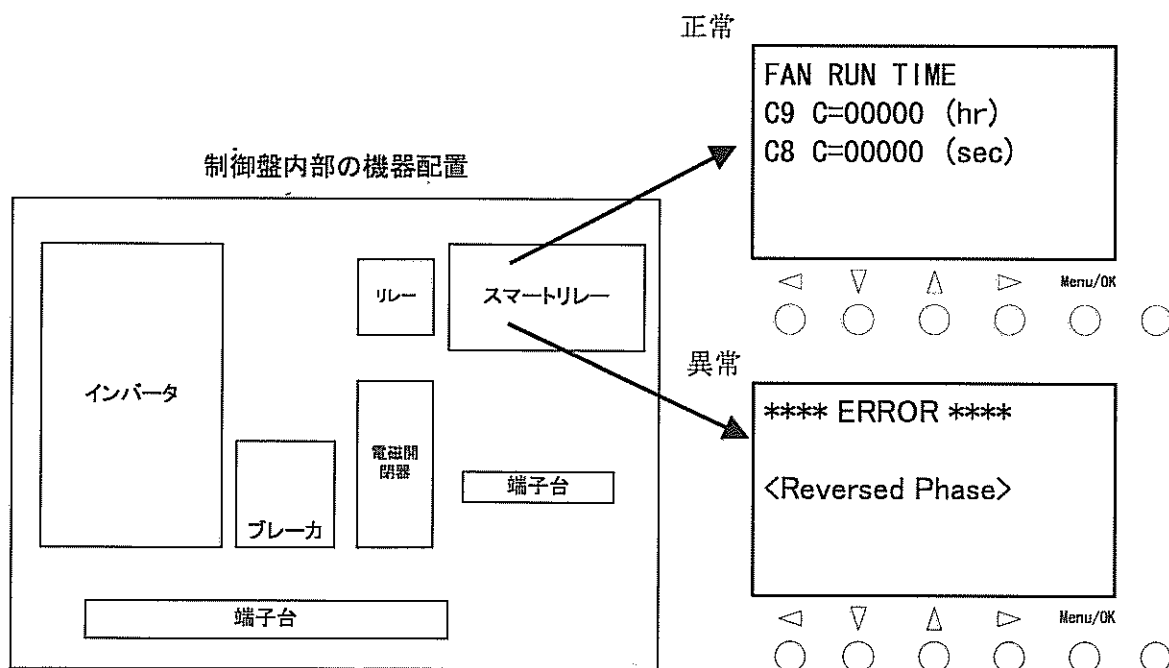 正常
FAN RUN TIME
C9 C=00000 (hr)
C8 C=00000 (sec)
Menu/OK
制御盤内部の機器配置
インバータ
リレー
スマートリレー
ブレーカ
電磁開
閉器
端子台
端子台
異常
**** ERROR ****
<Reversed Phase>
Menu/OK